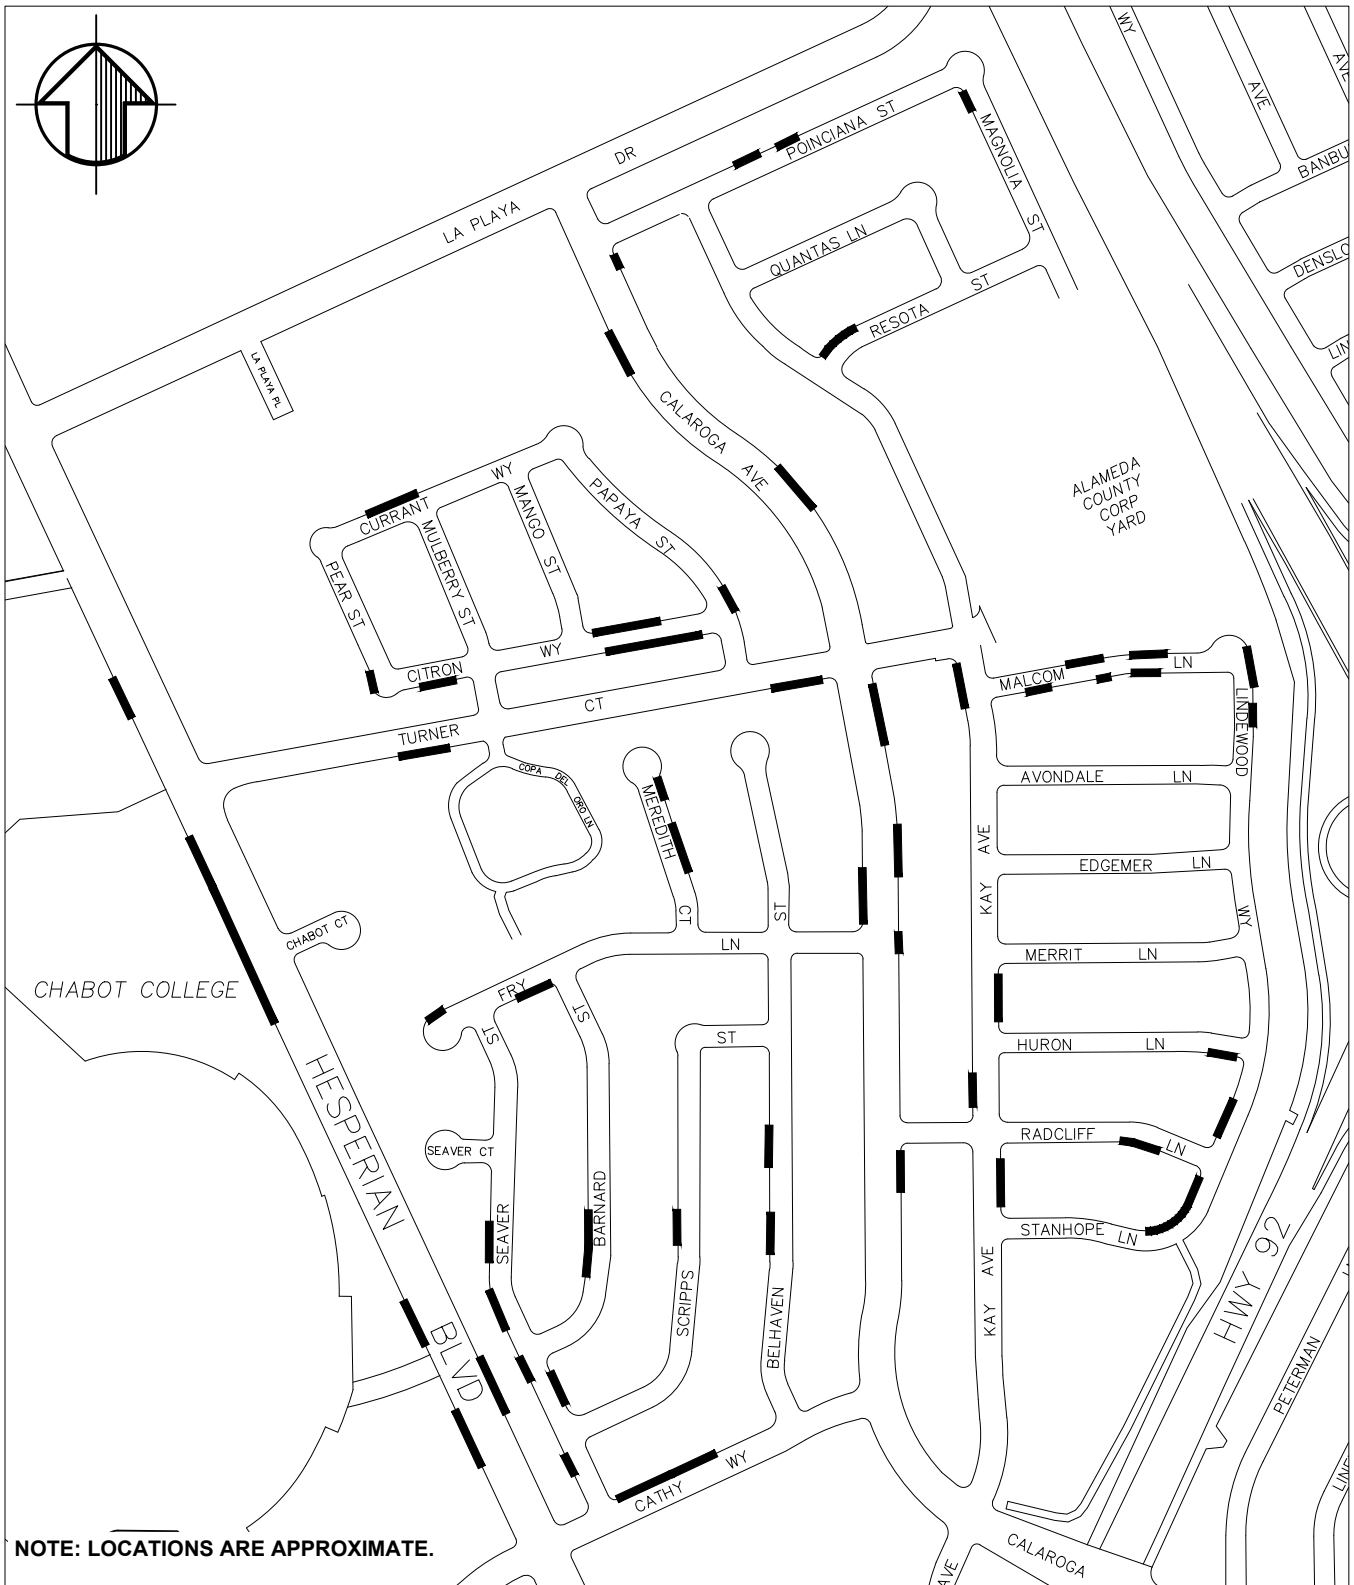 WY
AVE
AVE
BANBU
DENSLO
LIN
DR
LA PLAYA
POINCIANA ST
MAGNOLIA ST
QUANTAS LN
RESOTA ST
LA PLAYA PL
CALAROGA AVE
ALAMEDA
COUNTY
CORP
YARD
CURRANT WY
MULBERRY ST
MANGO ST
PAPAYA ST
PEAR ST
CITRON WY
TURNER CT
COPA DEL ORO LN
MEREDITH CT
ST
MALCOM LN
LINDEWOOD WY
AVONDALE LN
KAY AVE
EDGEMER LN
MERRIT LN
HURON LN
RADCLIFF LN
STANHOPE LN
KAY AVE
CHABOT CT
CHABOT COLLEGE
FRY LN
ST
ST
ST
SEAVER CT
SEAVER
BARNARD
SCRIPPS
BELHAVEN
HESPERIAN BLVD
CATHY WY
HWY 92
PETERMAN
LINE
CALAROGA
AVE
NOTE: LOCATIONS ARE APPROXIMATE.